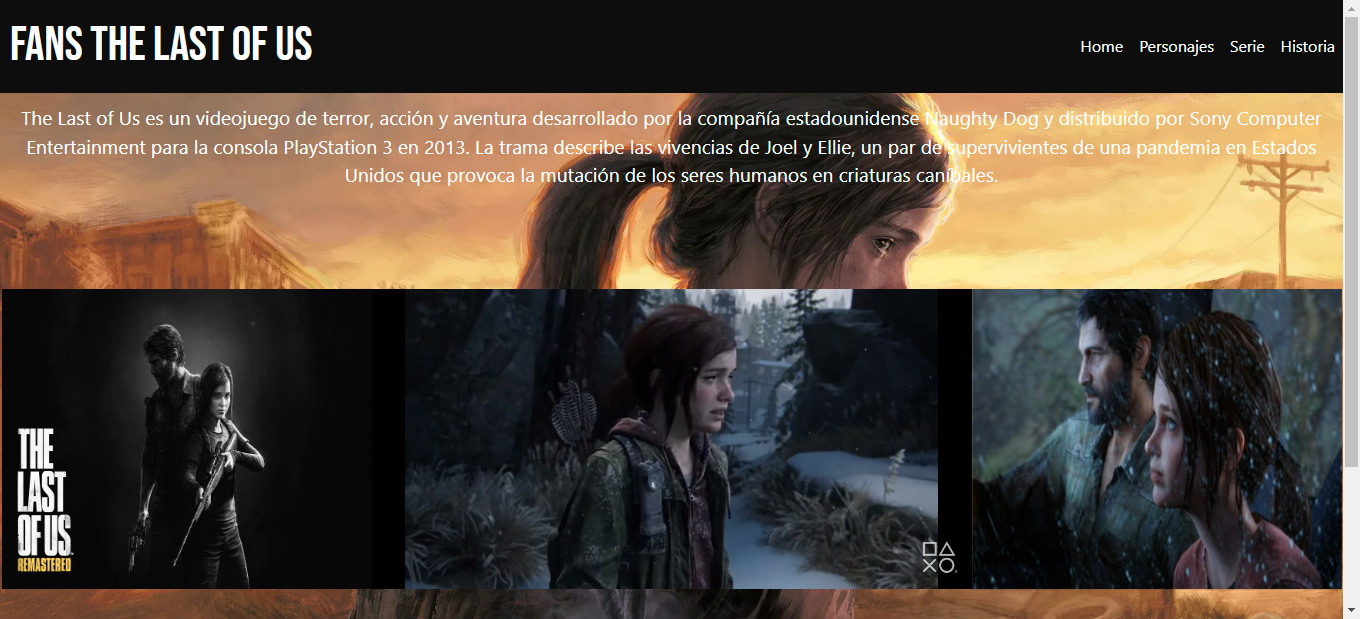 FANS THE LAST OF US
Home Personajes Serie Historia
The Last of Us es un videojuego de terror, acción y aventura desarrollado por la compañía estadounidense Naughty Dog y distribuido por Sony Computer
Entertainment para la consola PlayStation 3 en 2013. La trama describe las vivencias de Joel y Ellie, un par de supervivientes de una pandemia en Estados
Unidos que provoca la mutación de los seres humanos en criaturas caníbales.
THE
LAST
OF US
REMASTERED